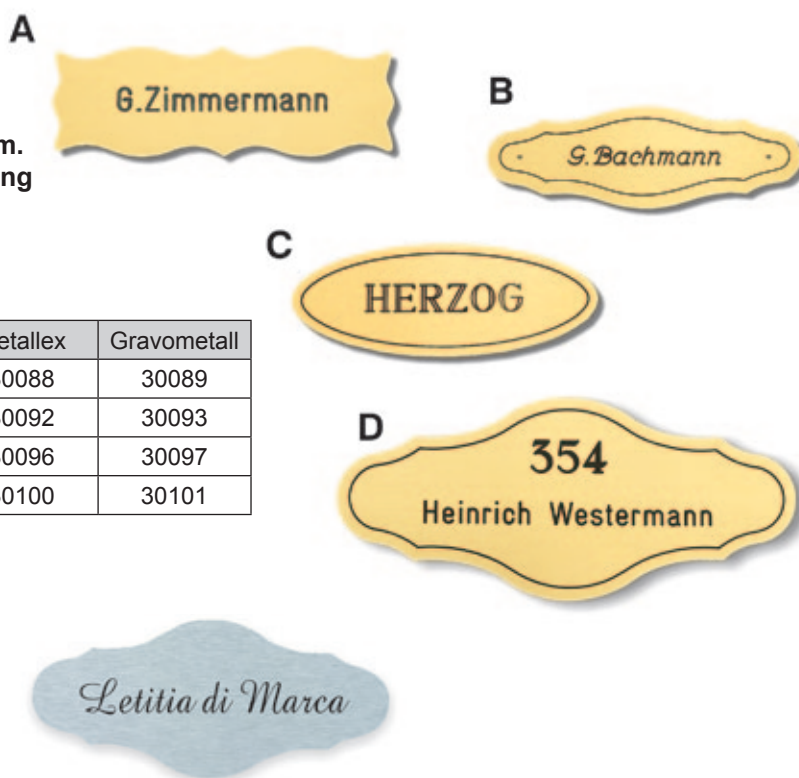 A
G.Zimmermann
B
G.Bachmann
m.
ng
C
HERZOG
etallex Gravometall
0088 30089
0092 30093
0096 30097
0100 30101
D
354
Heinrich Westermann
Letitia di Marca